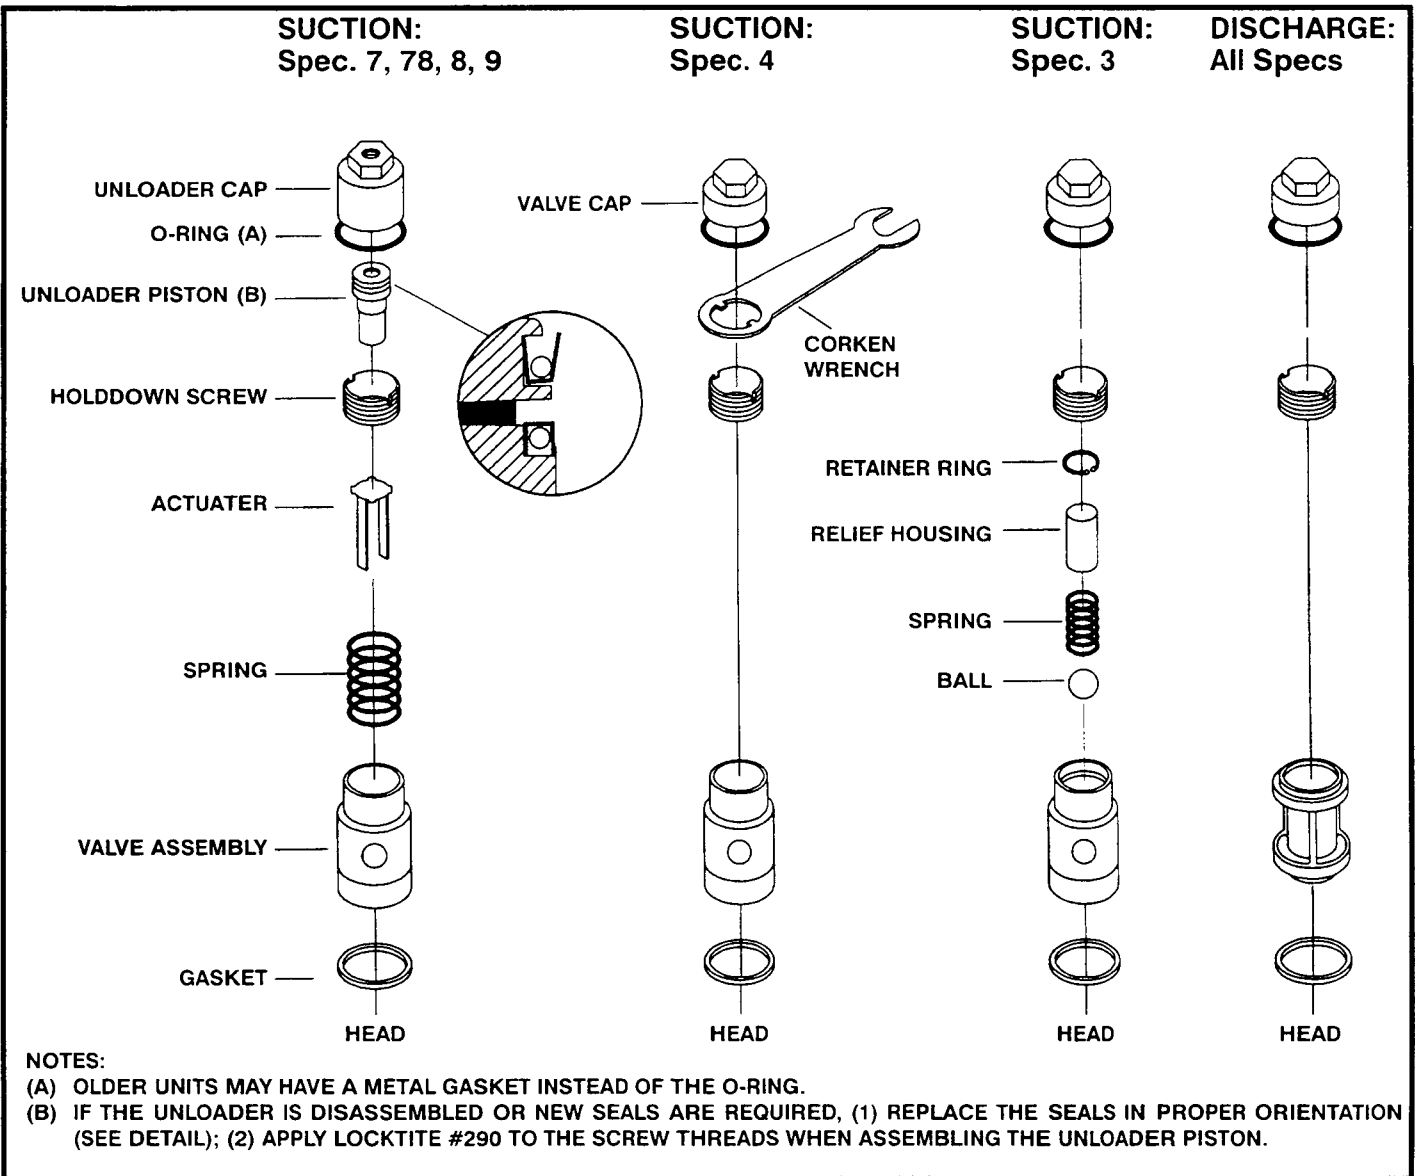 SUCTION:
Spec. 7, 78, 8, 9
SUCTION:
Spec. 4
SUCTION:
Spec. 3
DISCHARGE:
All Specs
UNLOADER CAP
O-RING (A)
UNLOADER PISTON (B)
HOLDDOWN SCREW
ACTUATER
SPRING
VALVE ASSEMBLY
GASKET
HEAD
VALVE CAP
CORKEN
WRENCH
HEAD
RETAINER RING
RELIEF HOUSING
SPRING
BALL
HEAD
HEAD
NOTES:
(A) OLDER UNITS MAY HAVE A METAL GASKET INSTEAD OF THE O-RING.
(B) IF THE UNLOADER IS DISASSEMBLED OR NEW SEALS ARE REQUIRED, (1) REPLACE THE SEALS IN PROPER ORIENTATION
(SEE DETAIL); (2) APPLY LOCKTITE #290 TO THE SCREW THREADS WHEN ASSEMBLING THE UNLOADER PISTON.